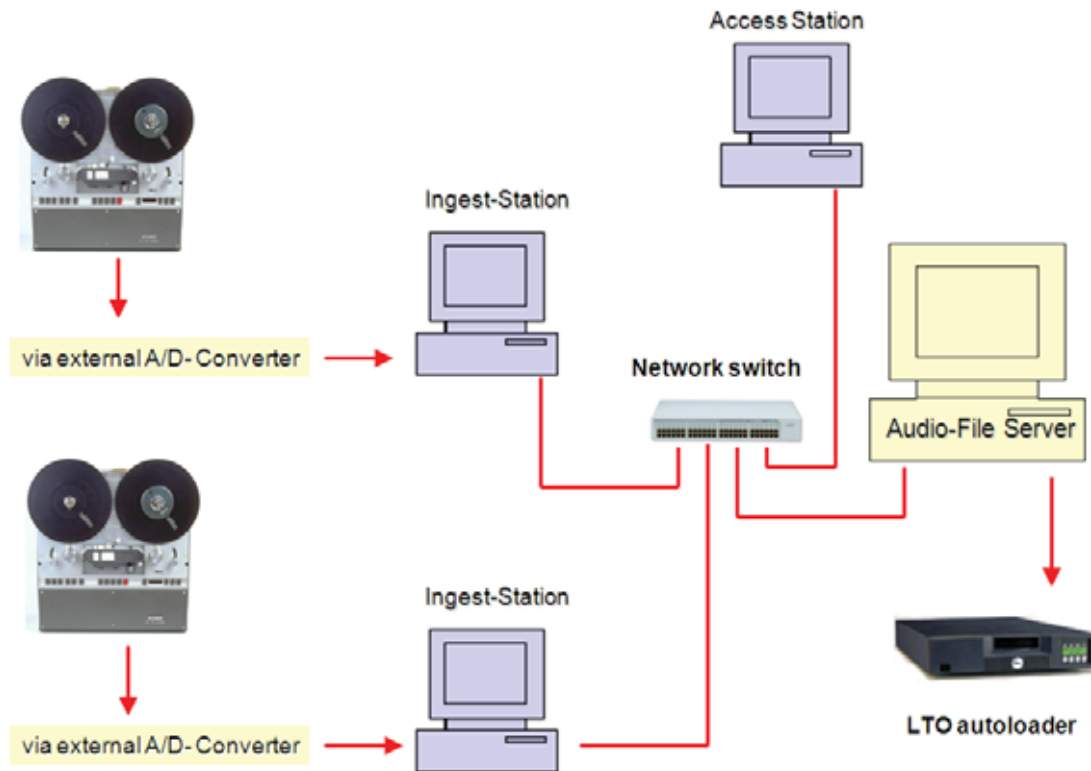 Access Station
Ingest-Station
via external A/D- Converter
Network switch
Audio-File Server
Ingest-Station
LTO autoloader
via external A/D- Converter